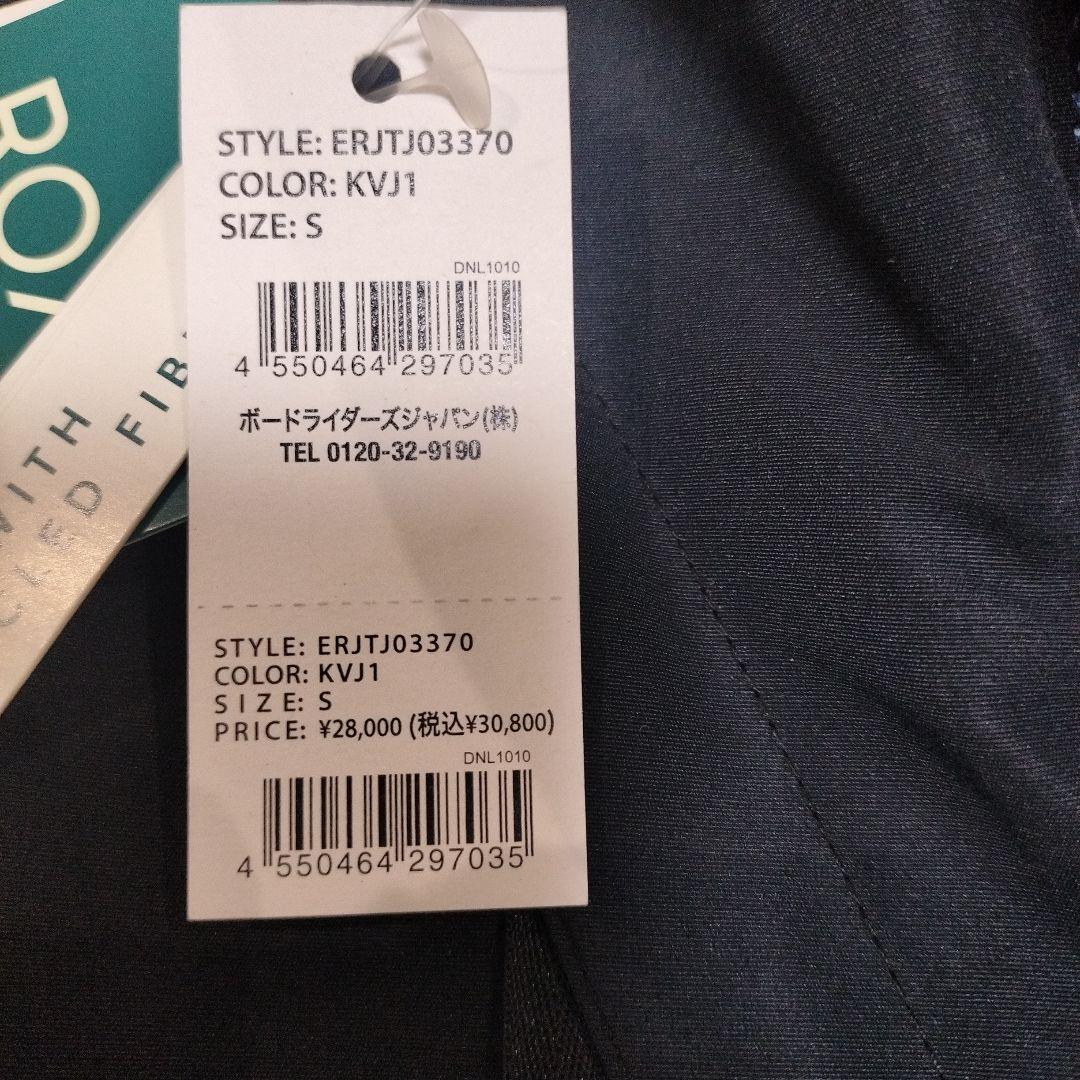 STYLE: ERJTJ03370
COLOR: KVJ1
SIZE: S
DNL1010
4 550464 297035
ボードライダーズジャパン(株)
TEL 0120-32-9190
STYLE: ERJTJ03370
COLOR: KVJ1
SIZE: S
PRICE: ¥28,000 (税込¥30,800)
DNL1010
4 550464 297035
WITH